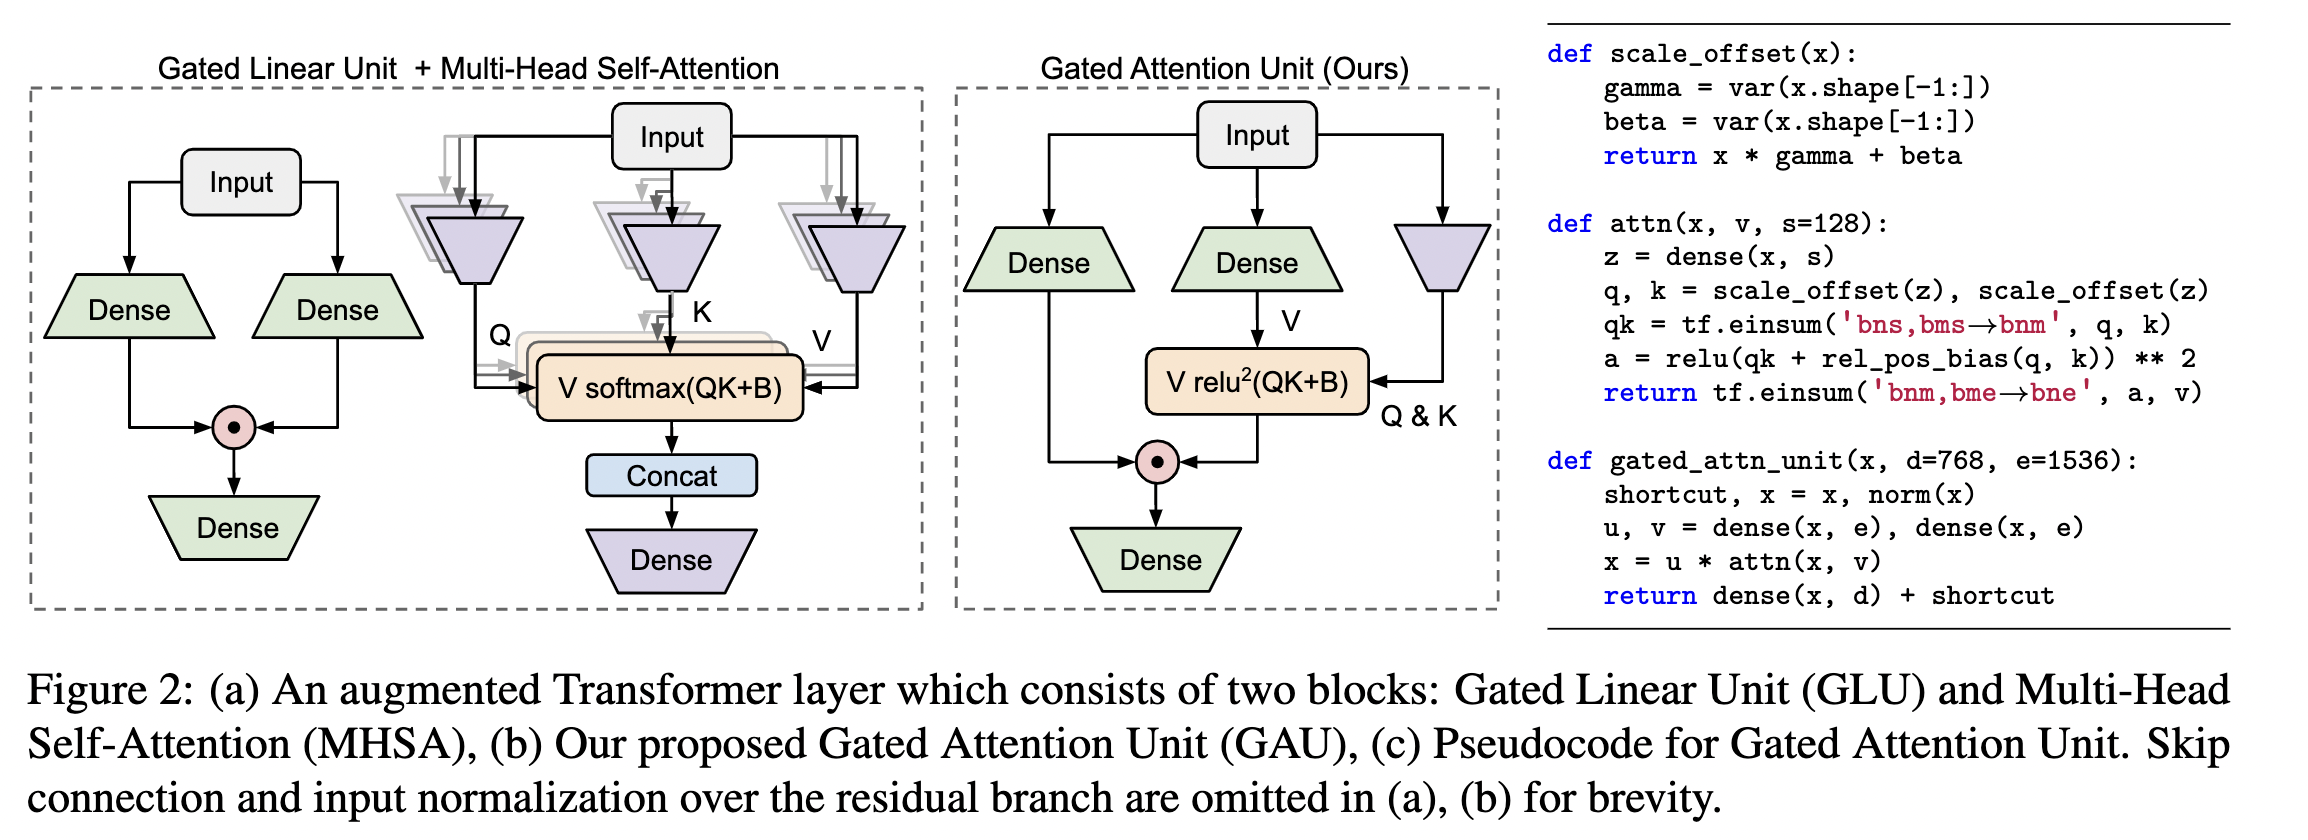 Gated Linear Unit + Multi-Head Self-Attention
Input
Dense
Dense
Dense
Input
Q
K
V
V softmax(QK+B)
Concat
Dense
Gated Attention Unit (Ours)
Input
Dense
Dense
V
V relu²(QK+B)
Q & K
Dense
def scale_offset(x):
    gamma = var(x.shape[-1:])
    beta = var(x.shape[-1:])
    return x * gamma + beta
def attn(x, v, s=128):
    z = dense(x, s)
    q, k = scale_offset(z), scale_offset(z)
    qk = tf.einsum('bns,bms→bnm', q, k)
    a = relu(qk + rel_pos_bias(q, k)) ** 2
    return tf.einsum('bnm,bme→bne', a, v)
def gated_attn_unit(x, d=768, e=1536):
    shortcut, x = x, norm(x)
    u, v = dense(x, e), dense(x, e)
    x = u * attn(x, v)
    return dense(x, d) + shortcut
Figure 2: (a) An augmented Transformer layer which consists of two blocks: Gated Linear Unit (GLU) and Multi-Head
Self-Attention (MHSA), (b) Our proposed Gated Attention Unit (GAU), (c) Pseudocode for Gated Attention Unit. Skip
connection and input normalization over the residual branch are omitted in (a), (b) for brevity.